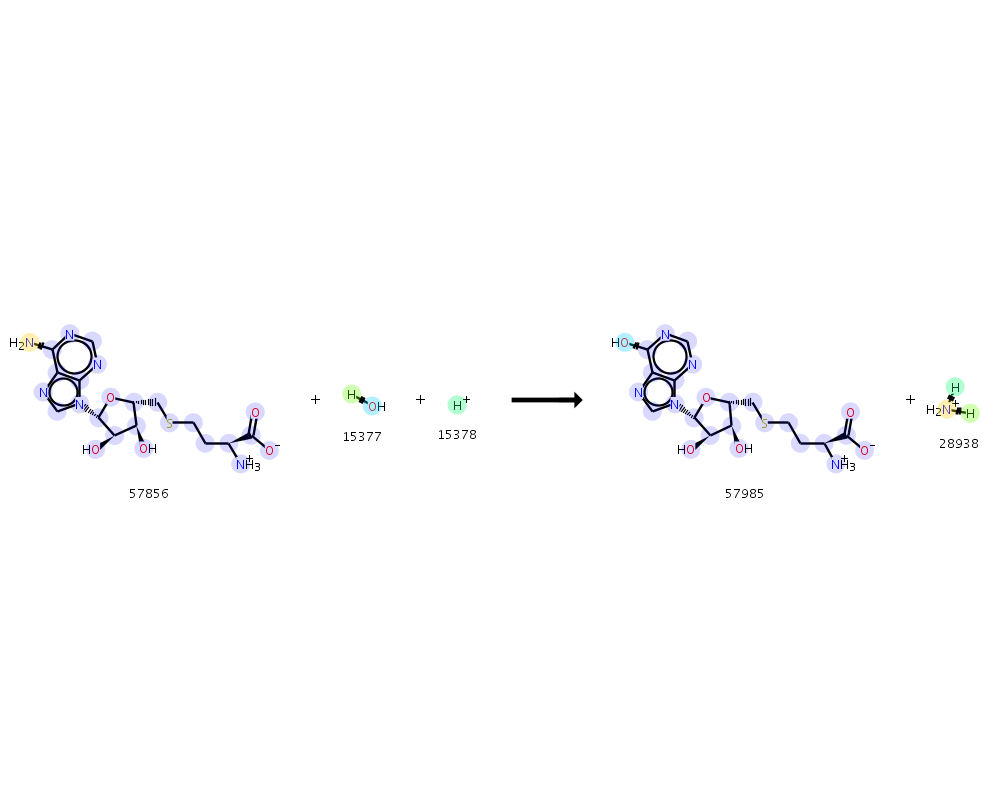 H2N N N N N O HO OH S O O− NH3+
57856
+
H OH
15377
+
H+
15378
+
HO N N N N O HO OH S O O− NH3+
57985
H H2N+ H
28938